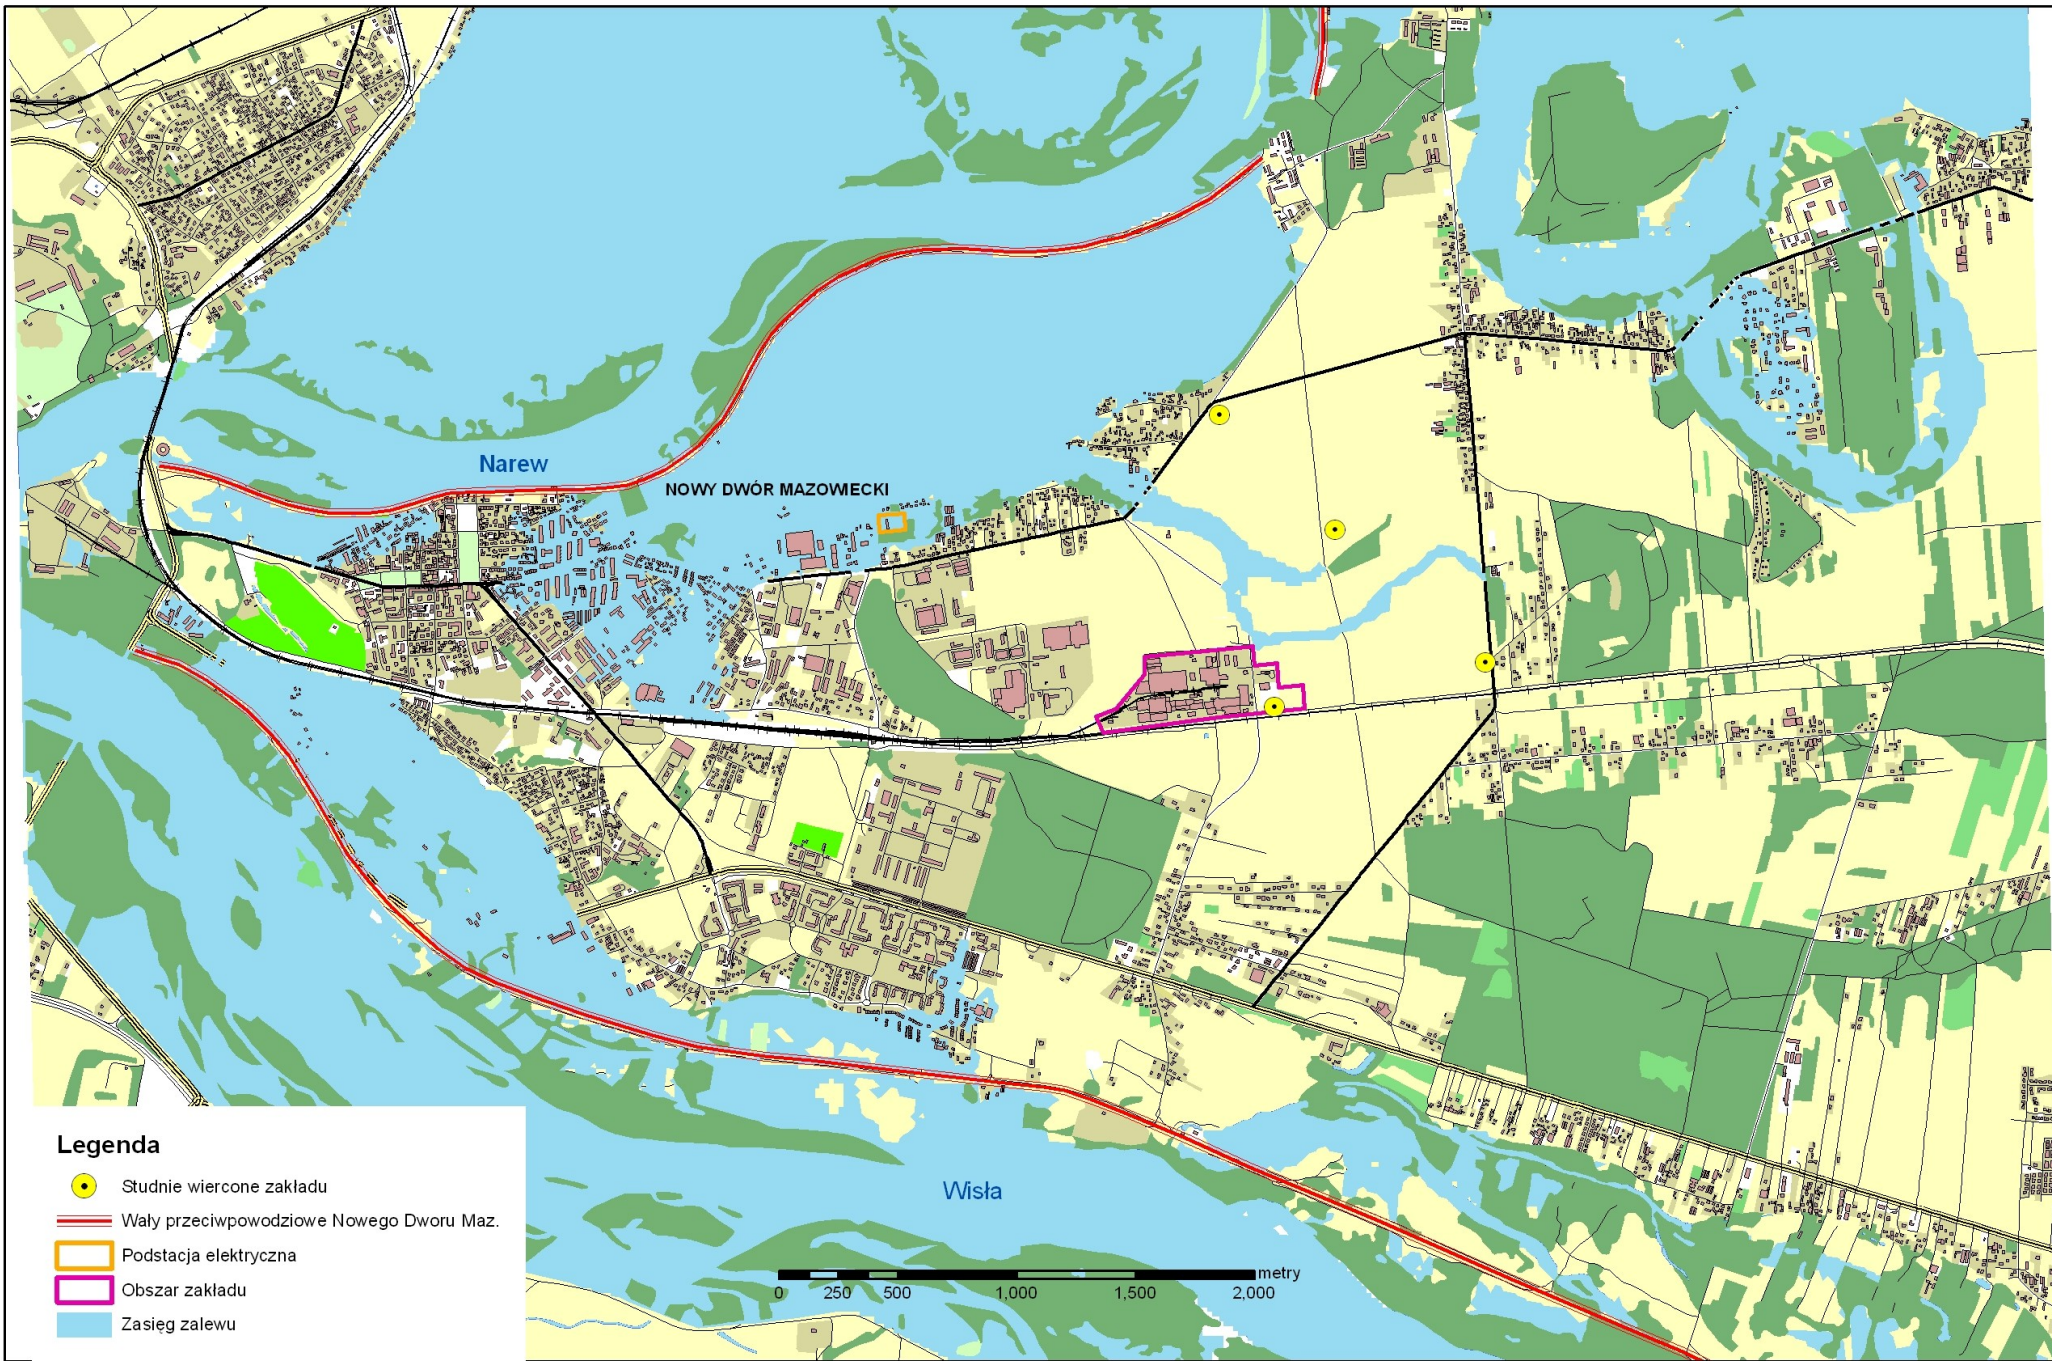 Narew
NOWY DWÓR MAZOWIECKI
Wisła
Legenda
Studnie wiercone zakładu
Wały przeciwpowodziowe Nowego Dworu Maz.
Podstacja elektryczna
Obszar zakładu
Zasięg zalewu
metry
0 250 500 1,000 1,500 2,000